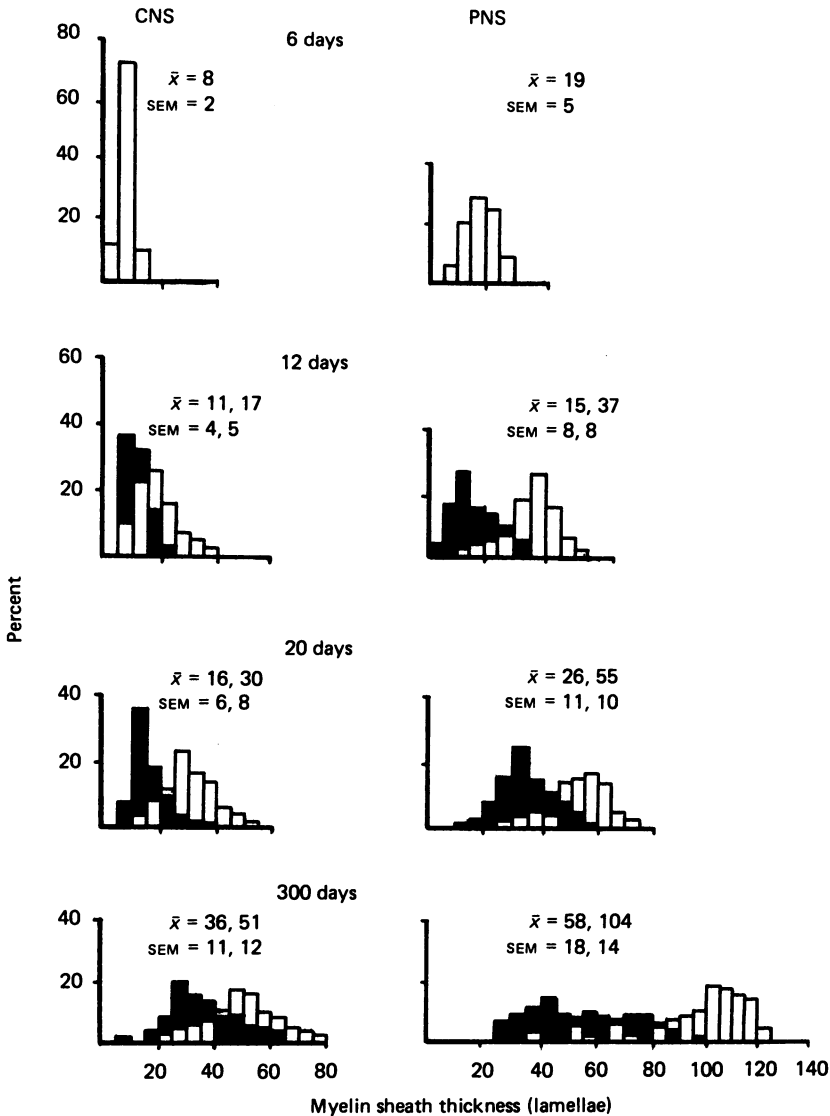 CNS
PNS
6 days
80
60
40
20
x̄ = 8
SEM = 2
x̄ = 19
SEM = 5
12 days
60
40
20
x̄ = 11, 17
SEM = 4, 5
x̄ = 15, 37
SEM = 8, 8
Percent
20 days
40
20
x̄ = 16, 30
SEM = 6, 8
x̄ = 26, 55
SEM = 11, 10
300 days
40
20
x̄ = 36, 51
SEM = 11, 12
x̄ = 58, 104
SEM = 18, 14
20 40 60 80
20 40 60 80 100 120 140
Myelin sheath thickness (lamellae)